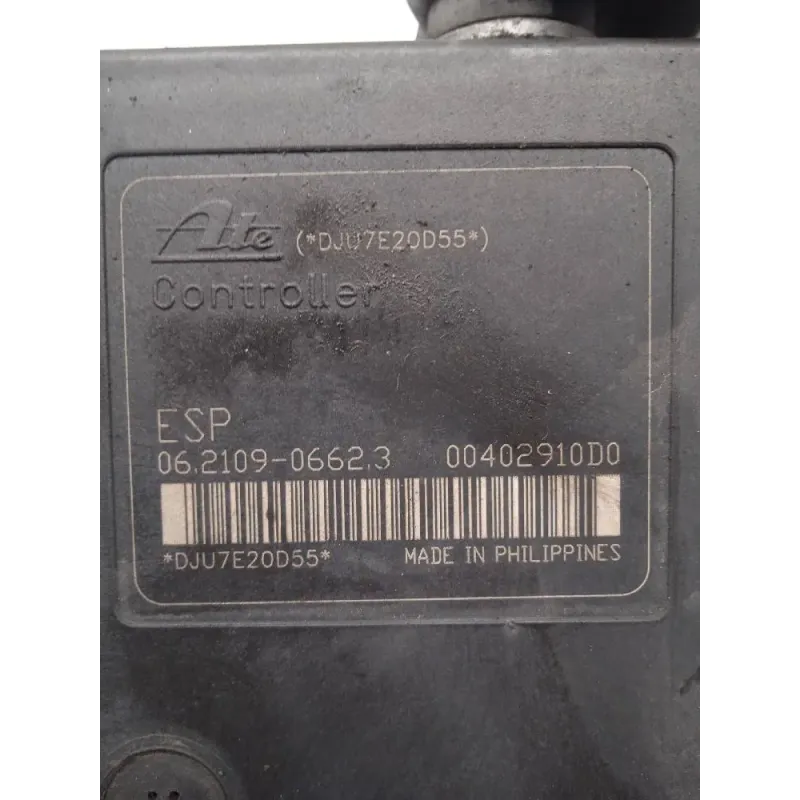 Ate (*DJU7E20D55*)
Controller
ESP
06.2109-0662.3 00402910D0
*DJU7E20D55* MADE IN PHILIPPINES